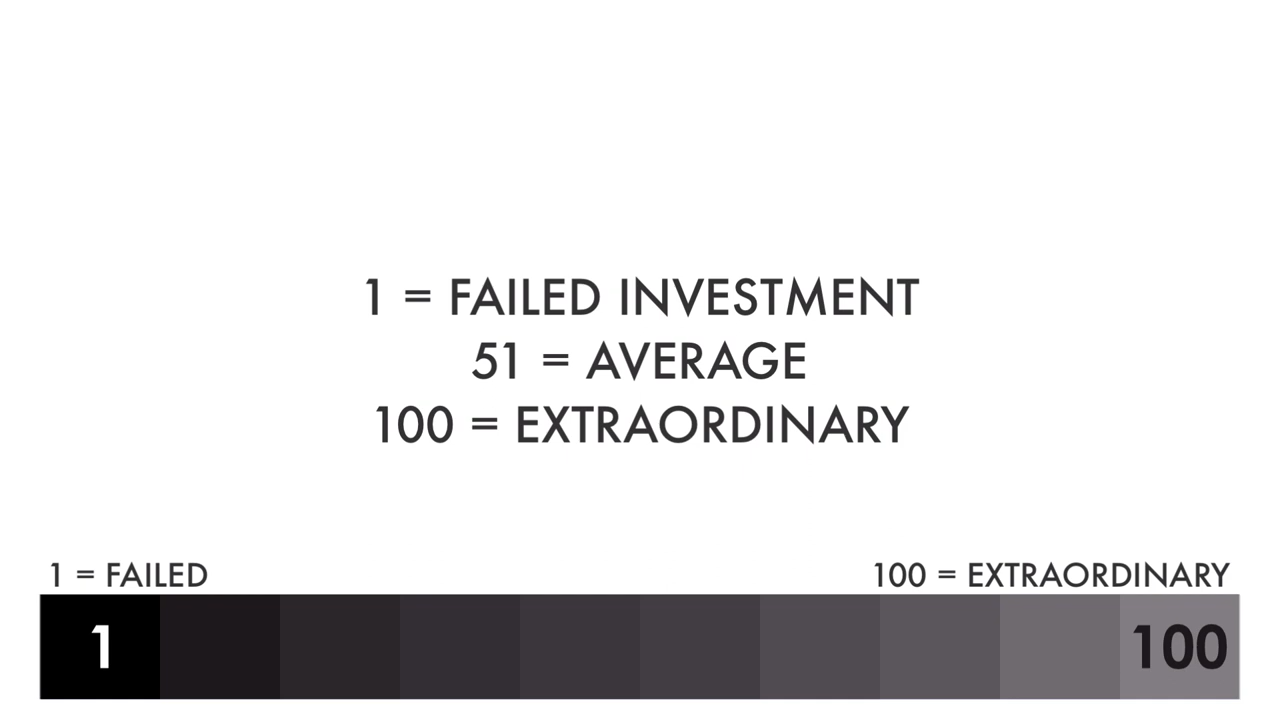 1 = FAILED INVESTMENT
51 = AVERAGE
100 = EXTRAORDINARY
1 = FAILED
100 = EXTRAORDINARY
1
100